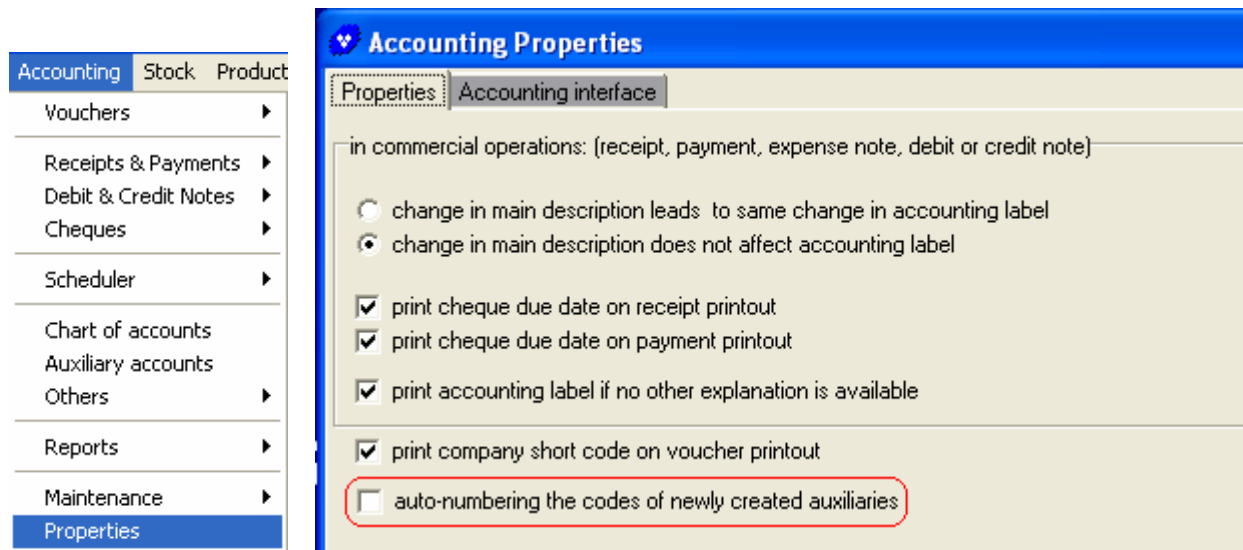 Accounting Stock Product
Vouchers
Receipts & Payments
Debit & Credit Notes
Cheques
Scheduler
Chart of accounts
Auxiliary accounts
Others
Reports
Maintenance
Properties
Accounting Properties
Properties Accounting interface
in commercial operations: (receipt, payment, expense note, debit or credit note)
change in main description leads to same change in accounting label
change in main description does not affect accounting label
print cheque due date on receipt printout
print cheque due date on payment printout
print accounting label if no other explanation is available
print company short code on voucher printout
auto-numbering the codes of newly created auxiliaries